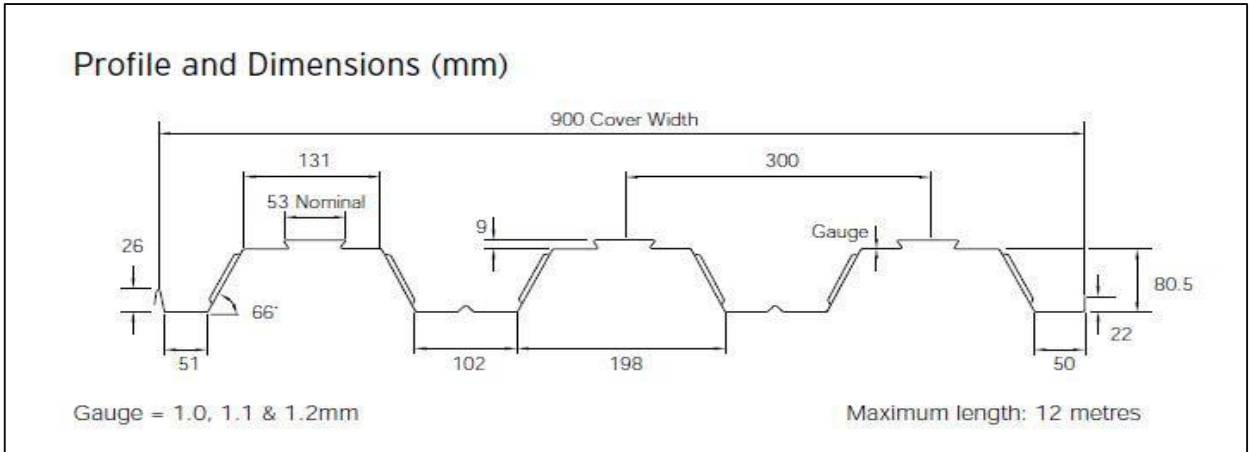 Profile and Dimensions (mm)
900 Cover Width
131
300
53 Nominal
9
Gauge
26
80.5
66°
22
51
102
198
50
Gauge = 1.0, 1.1 & 1.2mm
Maximum length: 12 metres